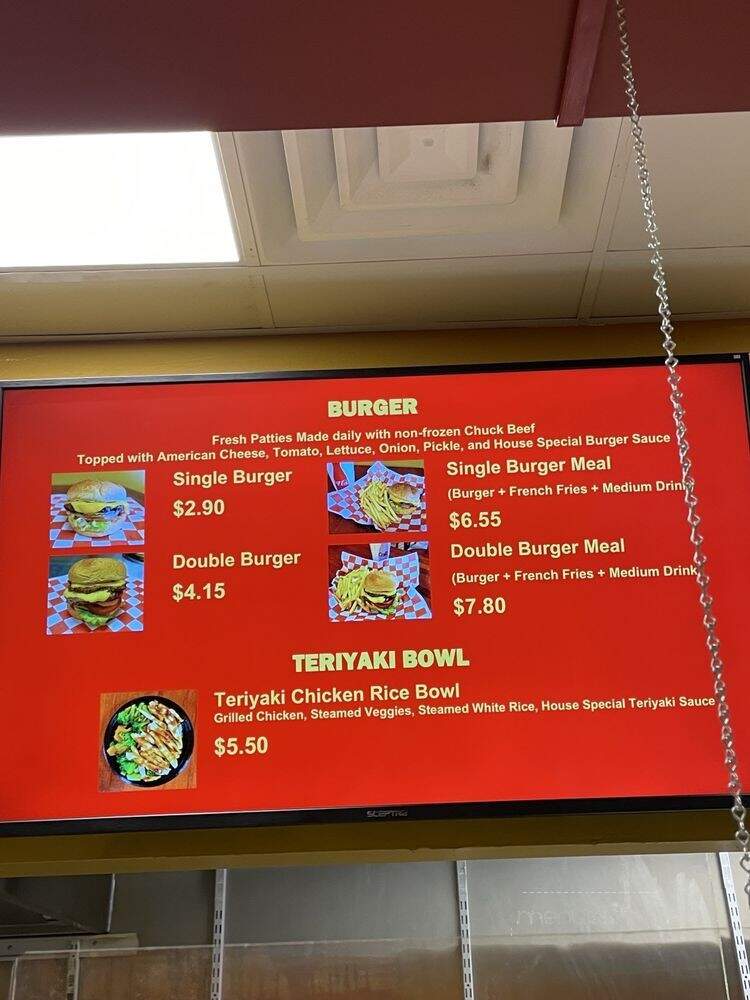 BURGER
Fresh Patties Made daily with non-frozen Chuck Beef
Topped with American Cheese, Tomato, Lettuce, Onion, Pickle, and House Special Burger Sauce
Single Burger
$2.90
Single Burger Meal
(Burger + French Fries + Medium Drink
$6.55
Double Burger
$4.15
Double Burger Meal
(Burger + French Fries + Medium Drink
$7.80
TERIYAKI BOWL
Teriyaki Chicken Rice Bowl
Grilled Chicken, Steamed Veggies, Steamed White Rice, House Special Teriyaki Sauce
$5.50
SCEPTRE